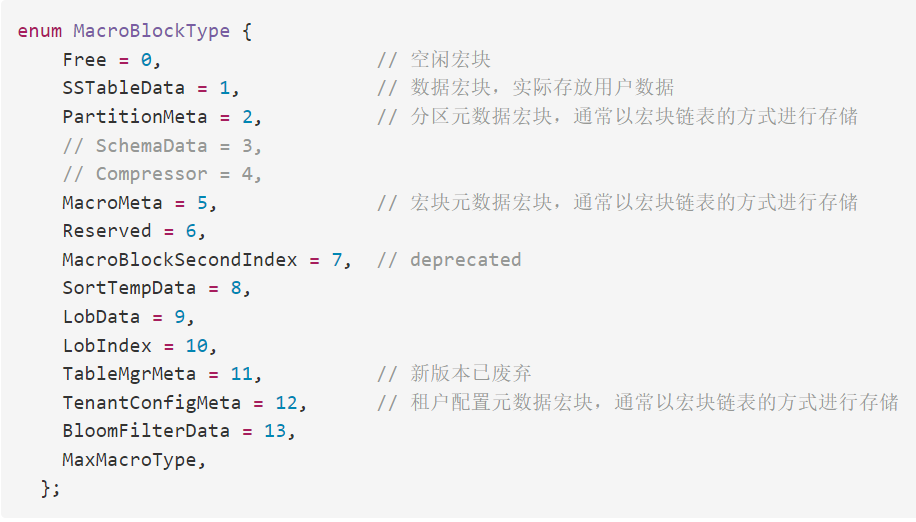 enum MacroBlockType {
    Free = 0,                   // 空闲宏块
    SSTableData = 1,            // 数据宏块，实际存放用户数据
    PartitionMeta = 2,          // 分区元数据宏块，通常以宏块链表的方式进行存储
    // SchemaData = 3,
    // Compressor = 4,
    MacroMeta = 5,              // 宏块元数据宏块，通常以宏块链表的方式进行存储
    Reserved = 6,
    MacroBlockSecondIndex = 7,  // deprecated
    SortTempData = 8,
    LobData = 9,
    LobIndex = 10,
    TableMgrMeta = 11,          // 新版本已废弃
    TenantConfigMeta = 12,      // 租户配置元数据宏块，通常以宏块链表的方式进行存储
    BloomFilterData = 13,
    MaxMacroType,
  };